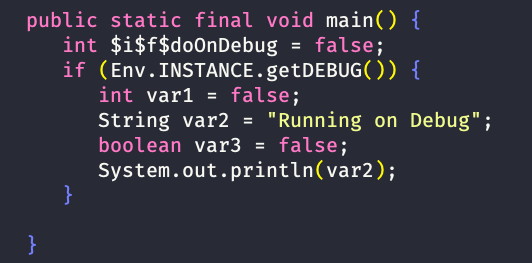 public static final void main() {
int $i$f$doOnDebug = false;
if (Env.INSTANCE.getDEBUG()) {
int var1 = false;
String var2 = "Running on Debug";
boolean var3 = false;
System.out.println(var2);
}
}